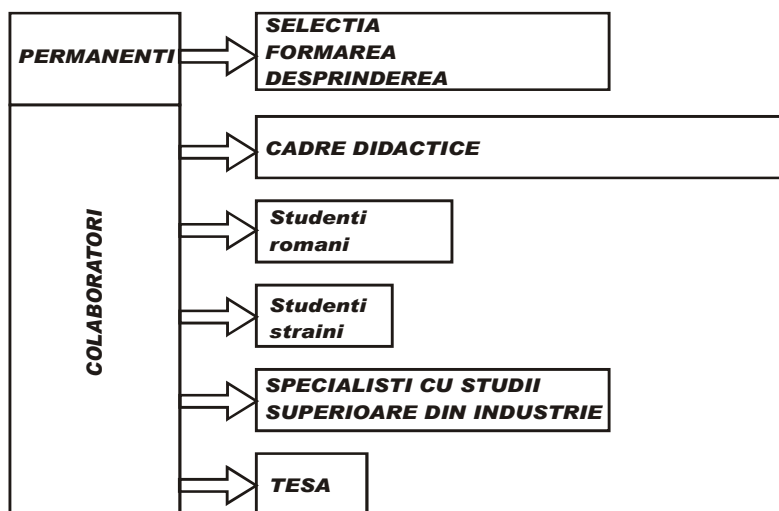 PERMANENTI
SELECTIA
FORMAREA
DESPRINDEREA
COLABORATORI
CADRE DIDACTICE
Studenti
romani
Studenti
straini
SPECIALISTI CU STUDII
SUPERIOARE DIN INDUSTRIE
TESA